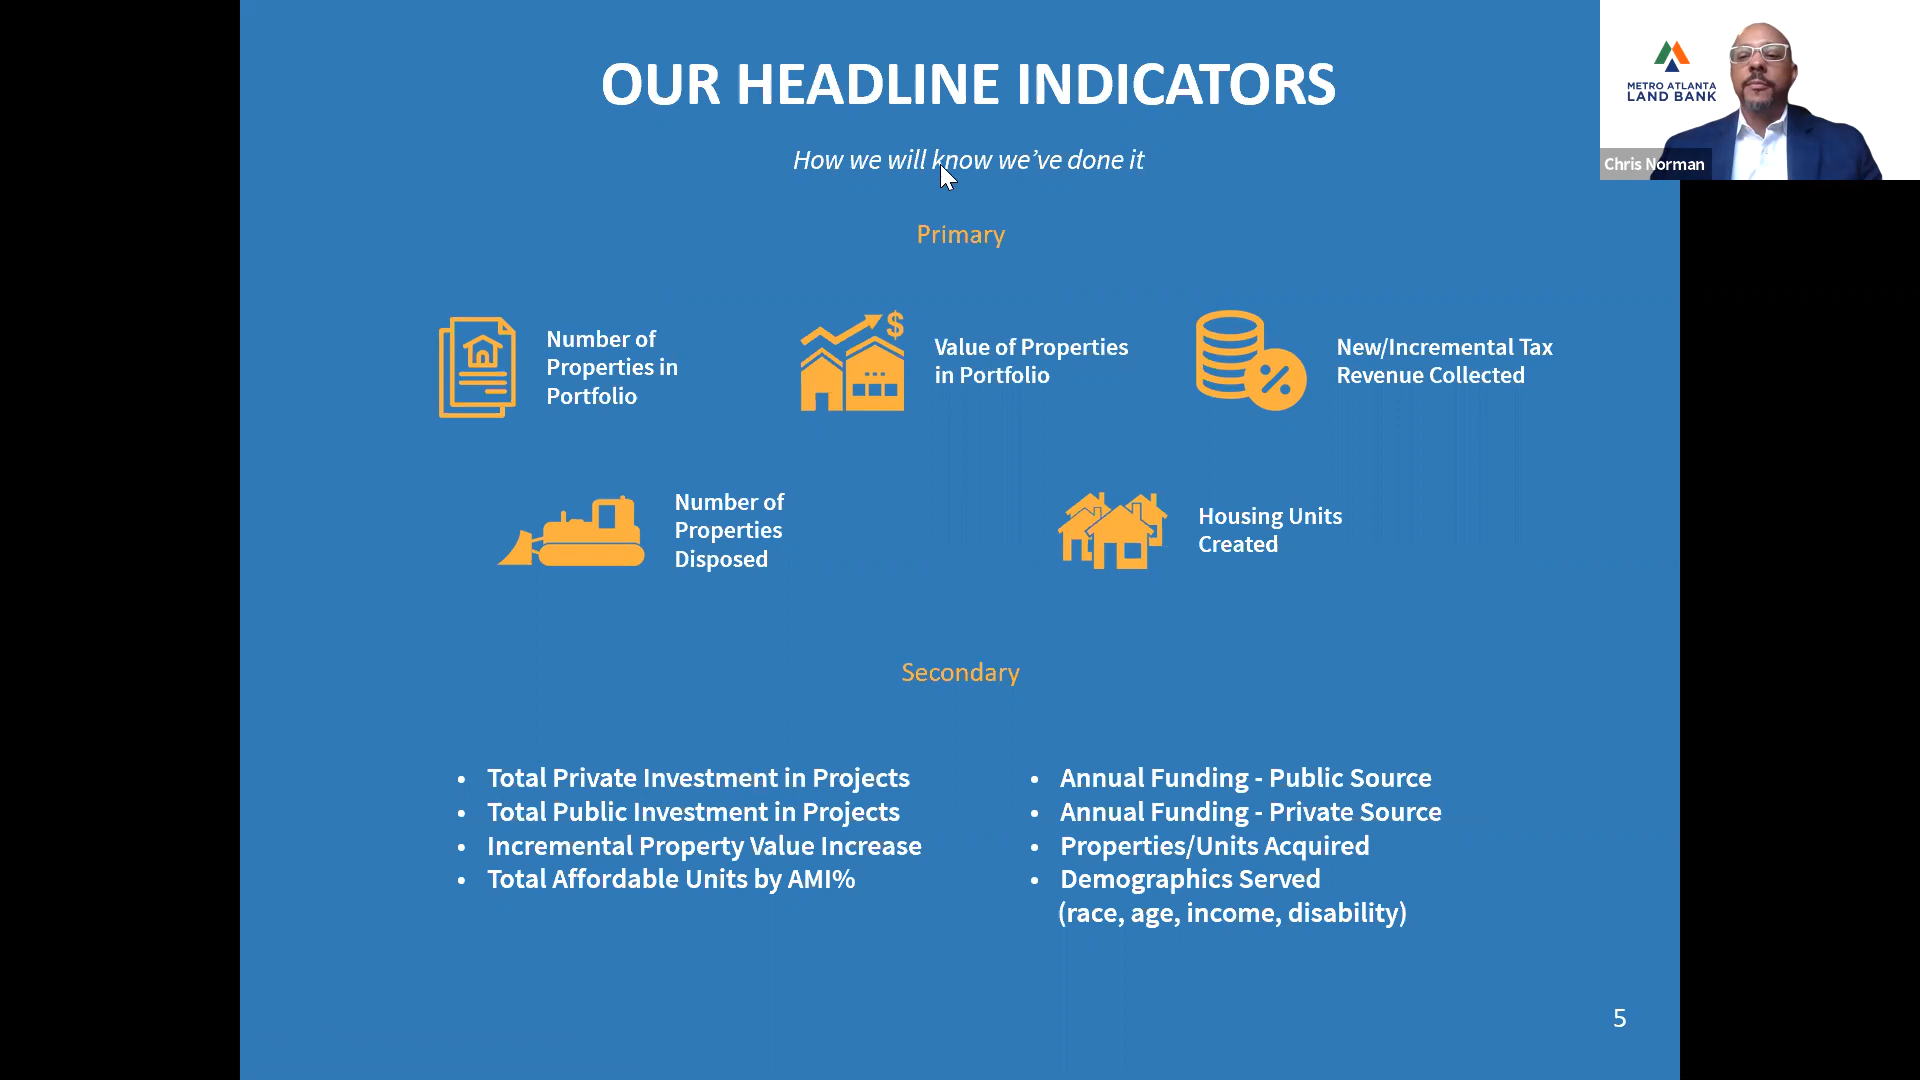 OUR HEADLINE INDICATORS
How we will know we’ve done it
METRO ATLANTA
LAND BANK
Chris Norman
Primary
Number of
Properties in
Portfolio
$
Value of Properties
in Portfolio
%
New/Incremental Tax
Revenue Collected
Number of
Properties
Disposed
Housing Units
Created
Secondary
• Total Private Investment in Projects
• Total Public Investment in Projects
• Incremental Property Value Increase
• Total Affordable Units by AMI%
• Annual Funding - Public Source
• Annual Funding - Private Source
• Properties/Units Acquired
• Demographics Served
(race, age, income, disability)
5